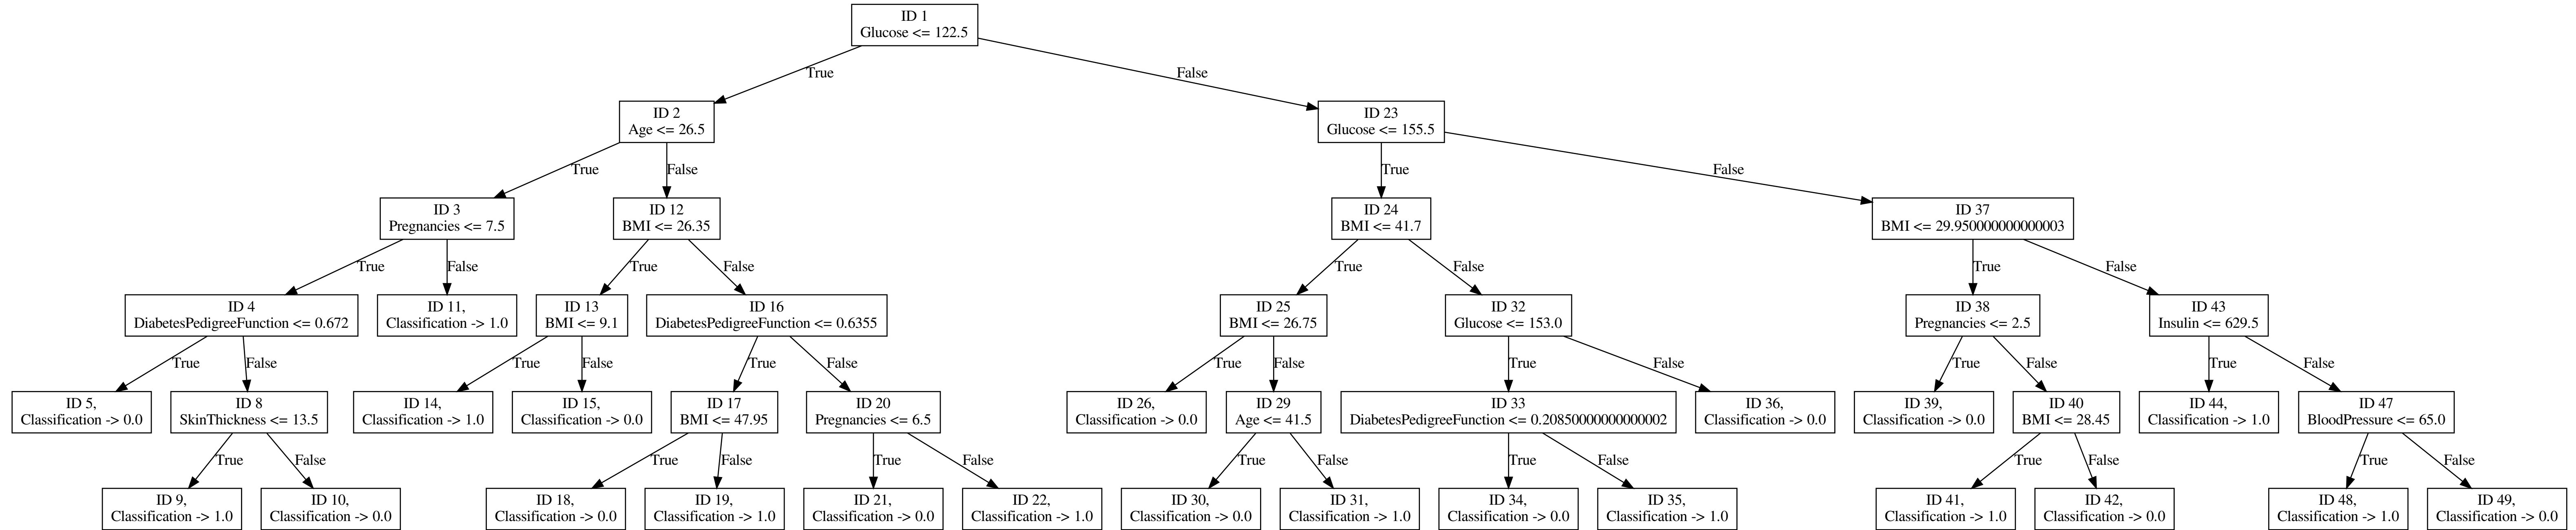 ID 1
Glucose <= 122.5
True
False
ID 2
Age <= 26.5
ID 23
Glucose <= 155.5
True
False
True
False
ID 3
Pregnancies <= 7.5
ID 12
BMI <= 26.35
ID 24
BMI <= 41.7
ID 37
BMI <= 29.950000000000003
True
False
True
False
True
False
True
False
ID 4
DiabetesPedigreeFunction <= 0.672
ID 11,
Classification -> 1.0
ID 13
BMI <= 9.1
ID 16
DiabetesPedigreeFunction <= 0.6355
ID 25
BMI <= 26.75
ID 32
Glucose <= 153.0
ID 38
Pregnancies <= 2.5
ID 43
Insulin <= 629.5
True
False
True
False
True
False
True
False
True
False
True
False
True
False
ID 5,
Classification -> 0.0
ID 8
SkinThickness <= 13.5
ID 14,
Classification -> 1.0
ID 15,
Classification -> 0.0
ID 17
BMI <= 47.95
ID 20
Pregnancies <= 6.5
ID 26,
Classification -> 0.0
ID 29
Age <= 41.5
ID 33
DiabetesPedigreeFunction <= 0.20850000000000002
ID 36,
Classification -> 0.0
ID 39,
Classification -> 0.0
ID 40
BMI <= 28.45
ID 44,
Classification -> 1.0
ID 47
BloodPressure <= 65.0
True
False
True
False
True
False
True
False
True
False
True
False
True
False
ID 9,
Classification -> 1.0
ID 10,
Classification -> 0.0
ID 18,
Classification -> 0.0
ID 19,
Classification -> 1.0
ID 21,
Classification -> 0.0
ID 22,
Classification -> 1.0
ID 30,
Classification -> 0.0
ID 31,
Classification -> 1.0
ID 34,
Classification -> 0.0
ID 35,
Classification -> 1.0
ID 41,
Classification -> 1.0
ID 42,
Classification -> 0.0
ID 48,
Classification -> 1.0
ID 49,
Classification -> 0.0